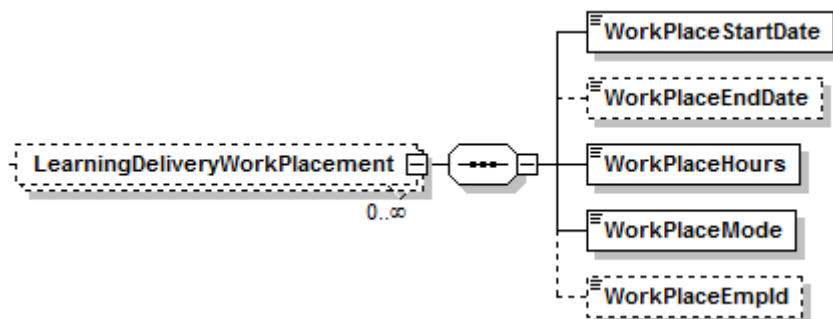 WorkPlaceStartDate
WorkPlaceEndDate
LearningDeliveryWorkPlacement
0..∞
WorkPlaceHours
WorkPlaceMode
WorkPlaceEmpId